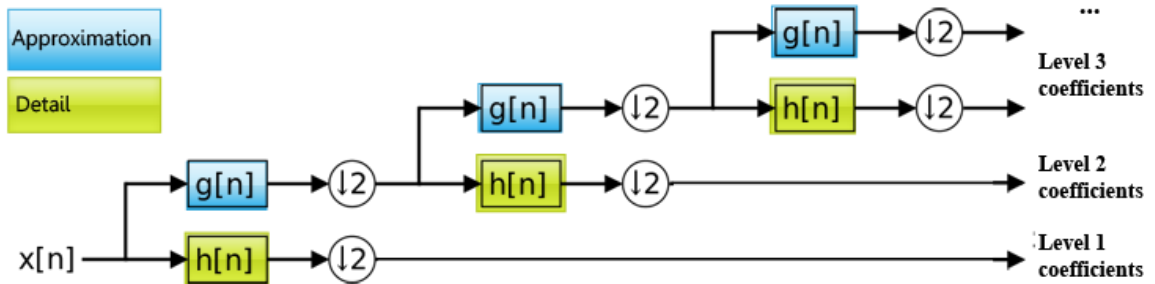 ...
Approximation
g[n]
↓2
Level 3
coefficients
Detail
g[n]
↓2
h[n]
↓2
g[n]
↓2
h[n]
↓2
Level 2
coefficients
x[n]
h[n]
↓2
Level 1
coefficients